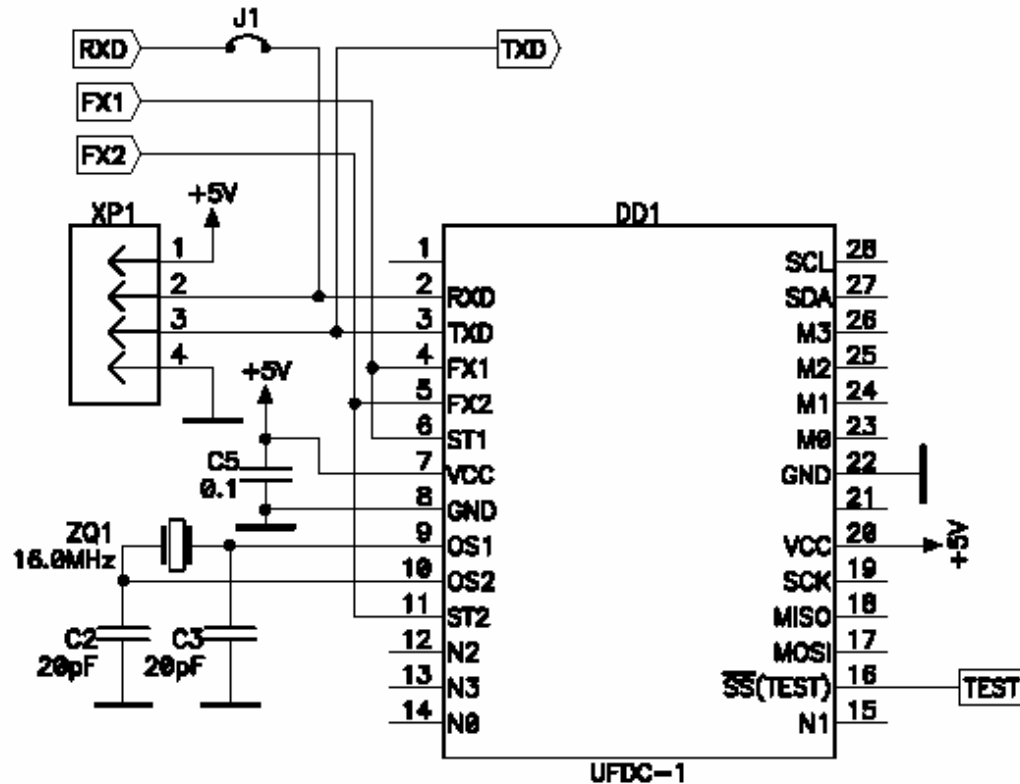 J1
RXD
TXD
FX1
FX2
+5V
XP1
DD1
1
2
3
4
+5V
C5
0.1
ZQ1
16.0MHz
C2
20pF
C3
20pF
1
2 RXD
3 TXD
4 FX1
5 FX2
6 ST1
7 VCC
8 GND
9 OS1
10 OS2
11 ST2
12 N2
13 N3
14 N0
SCL 28
SDA 27
M3 26
M2 25
M1 24
M0 23
GND 22
21
VCC 20
+5V
SCK 19
MISO 18
MOSI 17
SS(TEST) 16
TEST
N1 15
UFDC-1